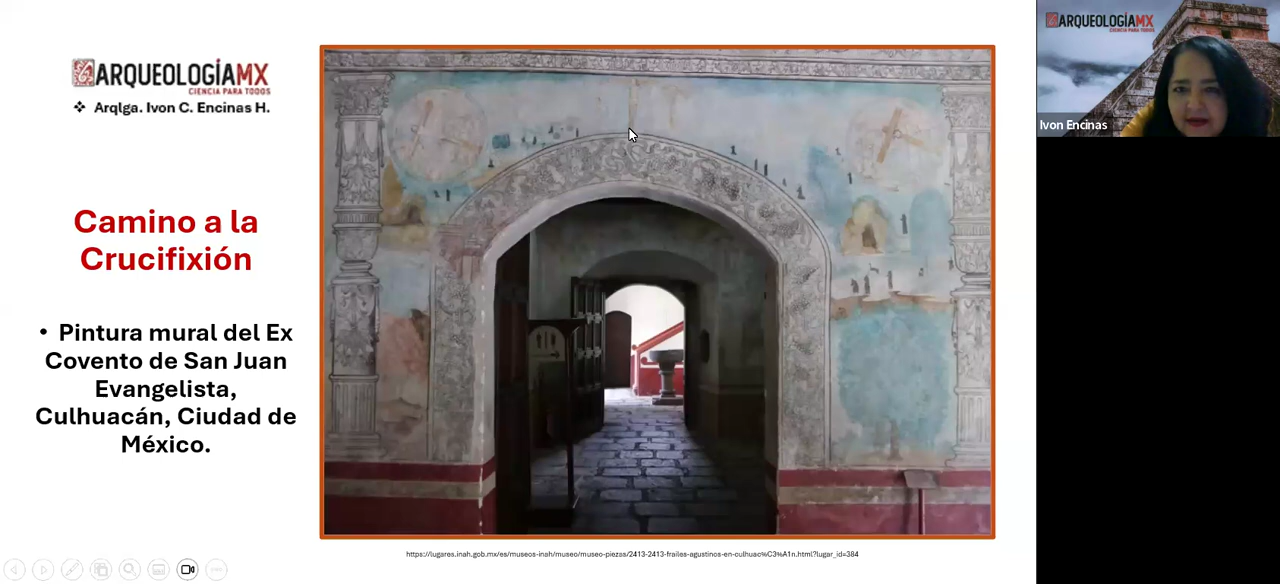 ARQUEOLOGÍAMX
CIENCIA PARA TODOS
❖ Arqlga. Ivon C. Encinas H.
Camino a la
Crucifixión
• Pintura mural del Ex
Covento de San Juan
Evangelista,
Culhuacán, Ciudad de
México.
https://lugares.inah.gob.mx/es/museos-inah/museo/museo-piezas/2413-2413-frailes-agustinos-en-culhuac%C3%A1n.html?lugar_id=384
ARQUEOLOGÍAMX
CIENCIA PARA TODOS
Ivon Encinas